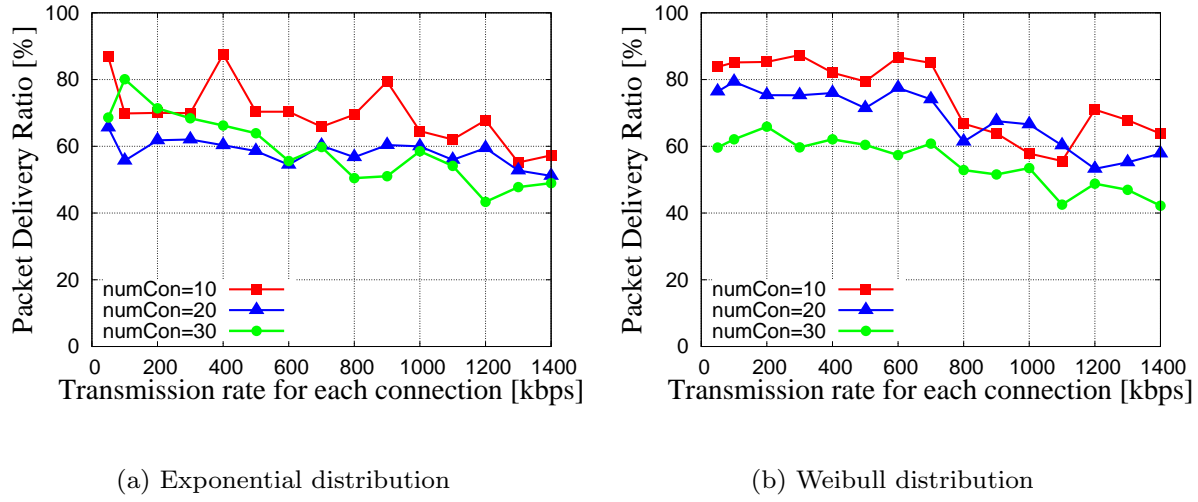 Packet Delivery Ratio [%]
100
80
60
40
20
0
numCon=10
numCon=20
numCon=30
0 200 400 600 800 1000 1200 1400
Transmission rate for each connection [kbps]
(a) Exponential distribution
Packet Delivery Ratio [%]
100
80
60
40
20
0
numCon=10
numCon=20
numCon=30
0 200 400 600 800 1000 1200 1400
Transmission rate for each connection [kbps]
(b) Weibull distribution